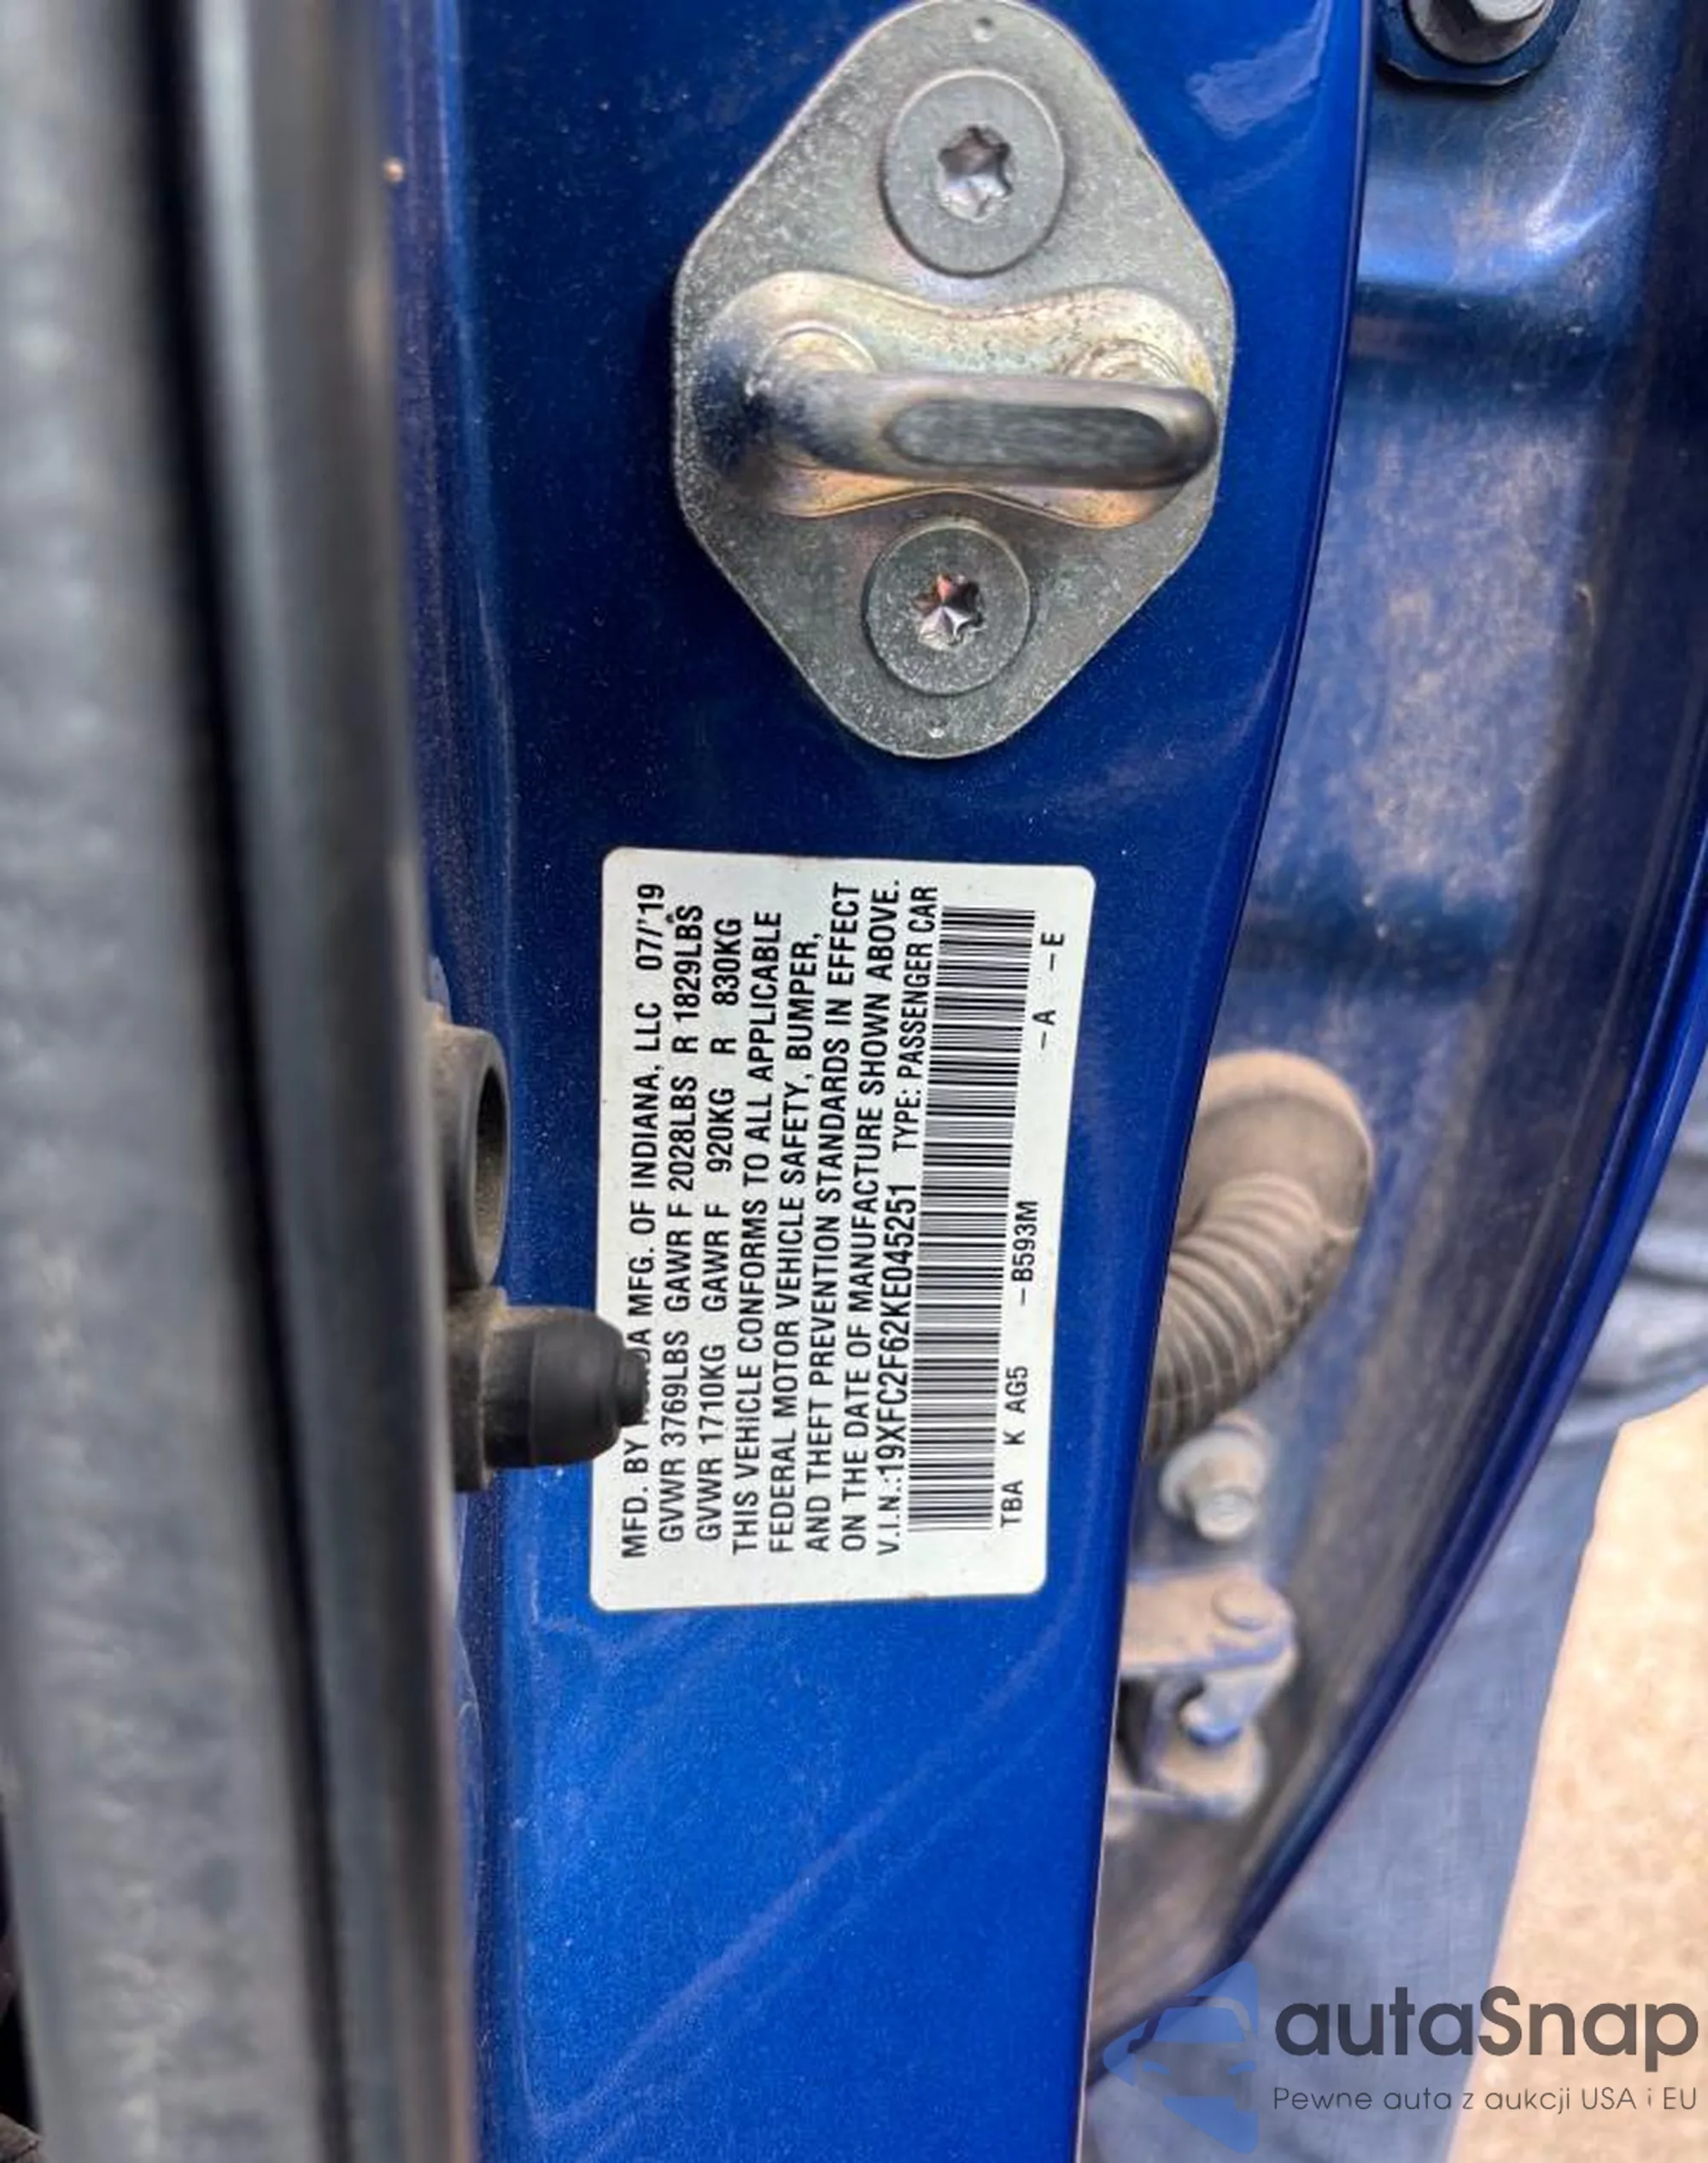 MFD. BY MFG. OF INDIANA, LLC 07/'19
GVWR 3769LBS GAWR F 2028LBS R 1829LBS
GVWR 1710KG GAWR F 920KG R 830KG
THIS VEHICLE CONFORMS TO ALL APPLICABLE
FEDERAL MOTOR VEHICLE SAFETY, BUMPER,
AND THEFT PREVENTION STANDARDS IN EFFECT
ON THE DATE OF MANUFACTURE SHOWN ABOVE.
V.I.N.:19XFC2F62KE045251 TYPE: PASSENGER CAR
TBA K AG5 -B593M -A -E
autaSnap
Pewne auta z aukcji USA i EU